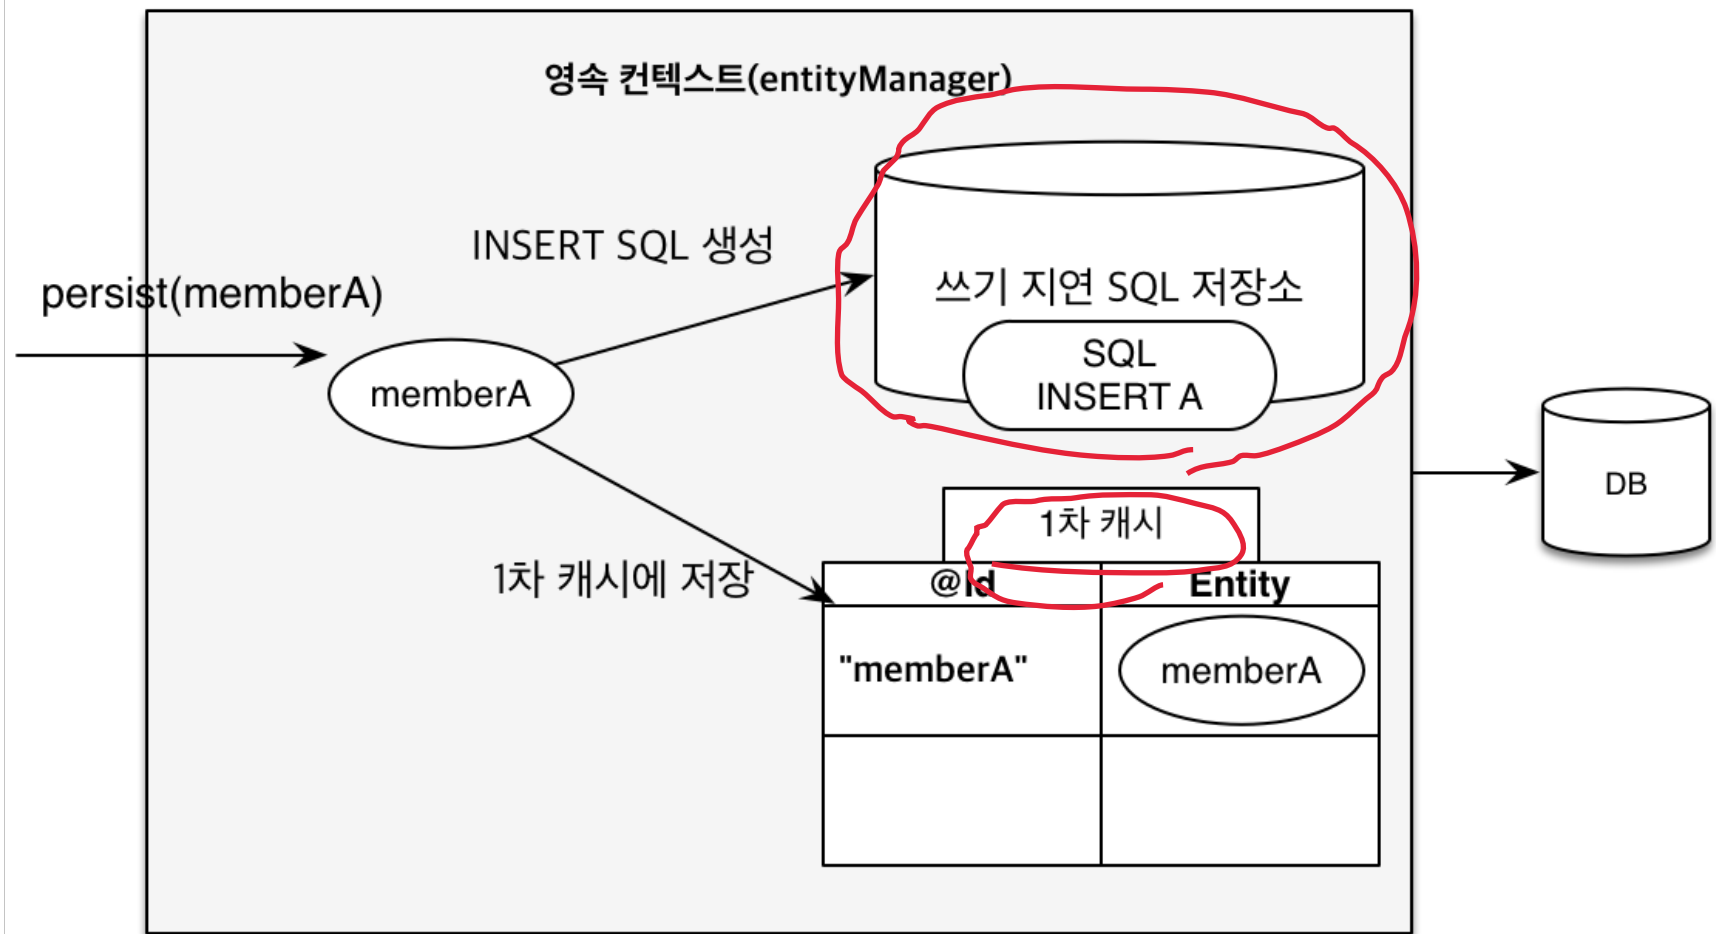 영속 컨텍스트(entityManager)
INSERT SQL 생성
persist(memberA)
쓰기 지연 SQL 저장소
SQL
INSERT A
memberA
DB
1차 캐시
1차 캐시에 저장
@Id
Entity
"memberA"
memberA